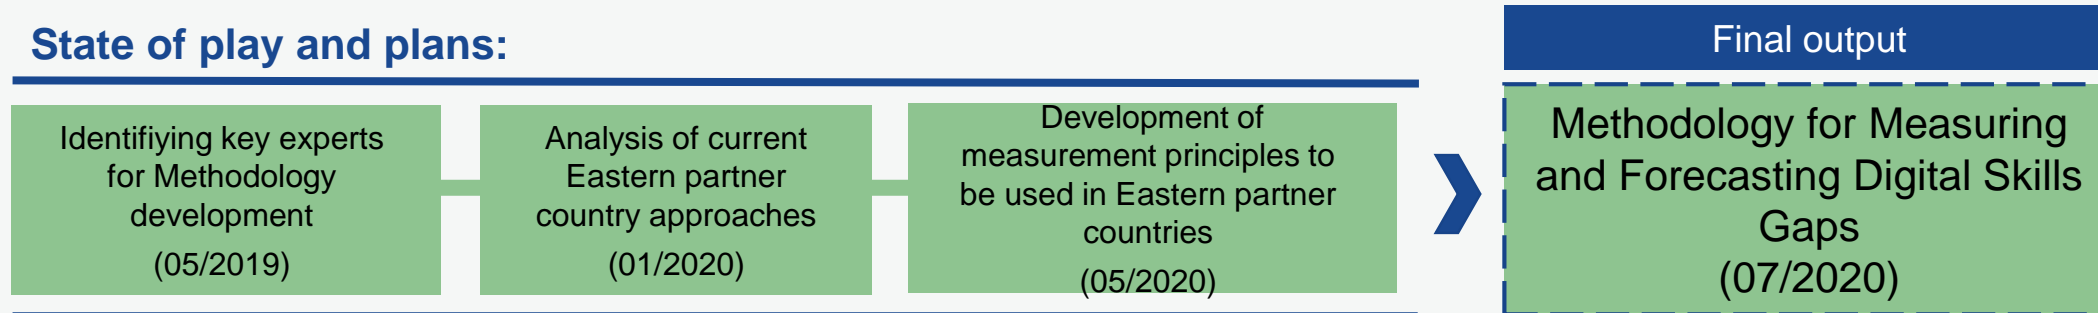 State of play and plans:
Identifiying key experts
for Methodology
development
(05/2019)
Analysis of current
Eastern partner
country approaches
(01/2020)
Development of
measurement principles to
be used in Eastern partner
countries
(05/2020)
Final output
Methodology for Measuring
and Forecasting Digital Skills
Gaps
(07/2020)